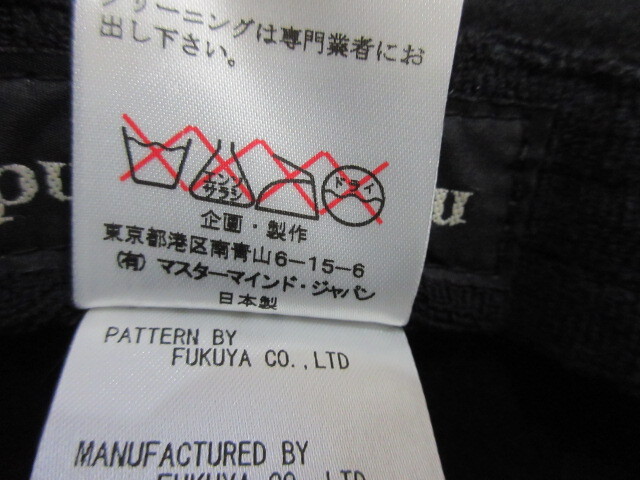 クリーニングは専門業者にお
出し下さい。
エンソ
サラシ
ドライ
企画・製作
東京都港区南青山6-15-6
(有) マスターマインド・ジャパン
日本製
PATTERN BY
FUKUYA CO.,LTD
MANUFACTURED BY
FUKUYA CO.,LTD